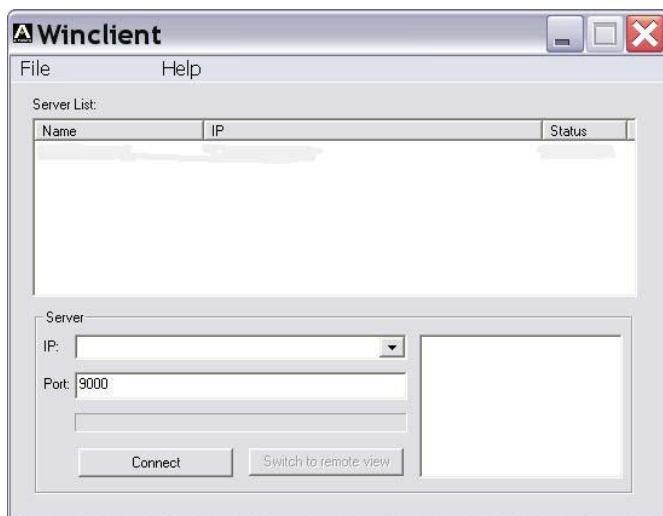 Winclient
File Help
Server List:
Name IP Status
Server
IP:
Port: 9000
Connect Switch to remote view